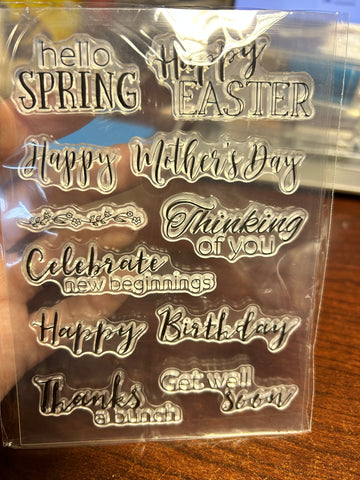 hello
SPRING
Happy
EASTER
Happy Mother's Day
Thinking
of you
Celebrate
new beginnings
Happy Birthday
Thanks
a bunch
Get well
soon